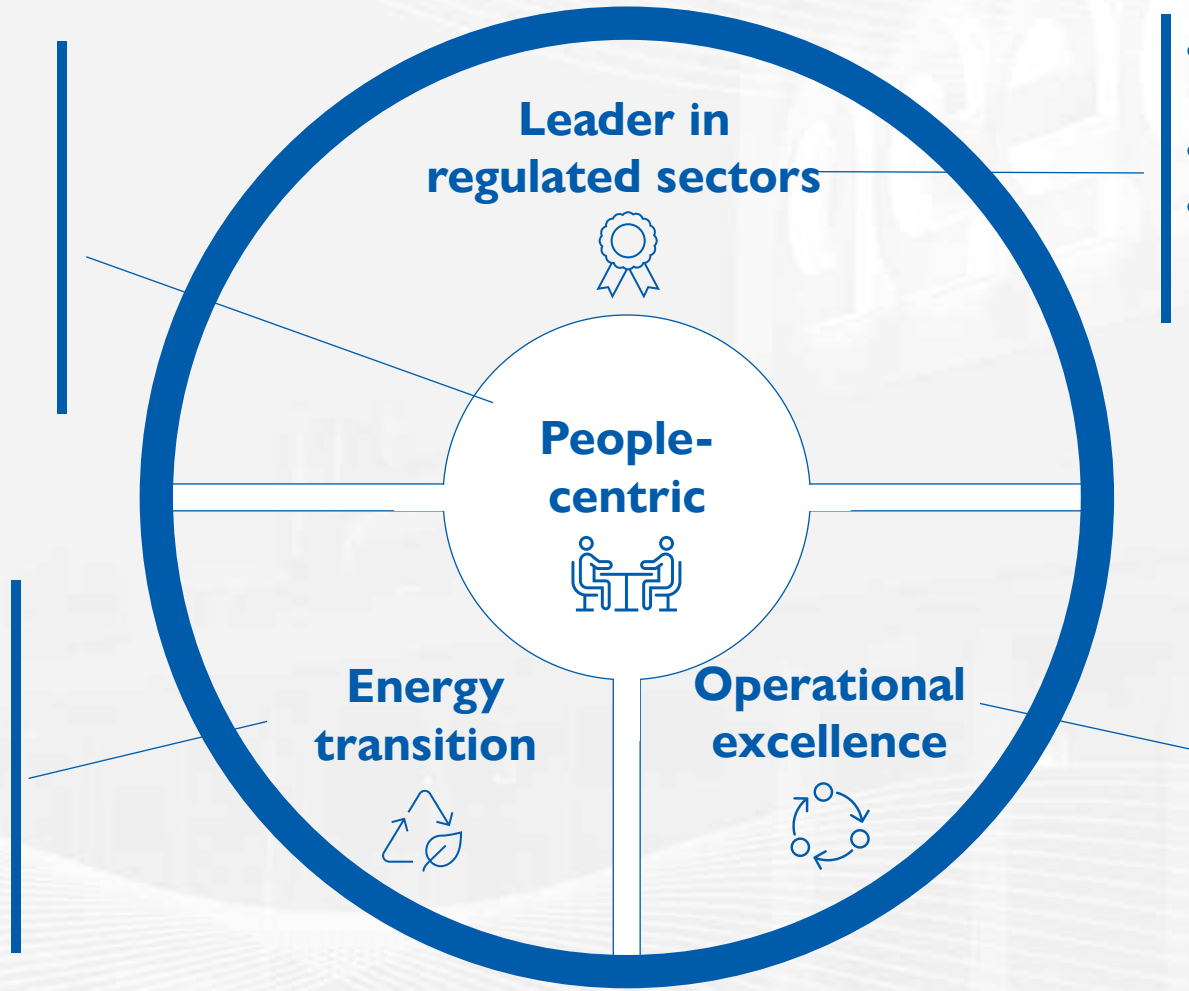 Leader in
regulated sectors
People-
centric
Energy
transition
Operational
excellence